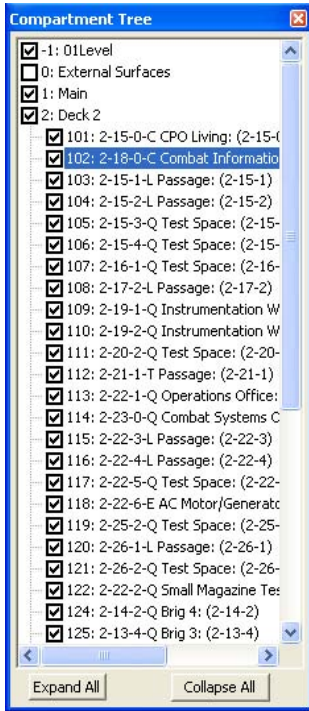 Compartment Tree
-1: 01Level
0: External Surfaces
1: Main
2: Deck 2
101: 2-15-0-C CPO Living: (2-15-(
102: 2-18-0-C Combat Informatio
103: 2-15-1-L Passage: (2-15-1)
104: 2-15-2-L Passage: (2-15-2)
105: 2-15-3-Q Test Space: (2-15-
106: 2-15-4-Q Test Space: (2-15-
107: 2-16-1-Q Test Space: (2-16-
108: 2-17-2-L Passage: (2-17-2)
109: 2-19-1-Q Instrumentation W
110: 2-19-2-Q Instrumentation W
111: 2-20-2-Q Test Space: (2-20-
112: 2-21-1-T Passage: (2-21-1)
113: 2-22-1-Q Operations Office:
114: 2-23-0-Q Combat Systems C
115: 2-22-3-L Passage: (2-22-3)
116: 2-22-4-L Passage: (2-22-4)
117: 2-22-5-Q Test Space: (2-22-
118: 2-22-6-E AC Motor/Generato
119: 2-25-2-Q Test Space: (2-25-
120: 2-26-1-L Passage: (2-26-1)
121: 2-26-2-Q Test Space: (2-26-
122: 2-22-2-Q Small Magazine Tes
124: 2-14-2-Q Brig 4: (2-14-2)
125: 2-13-4-Q Brig 3: (2-13-4)
Expand All Collapse All